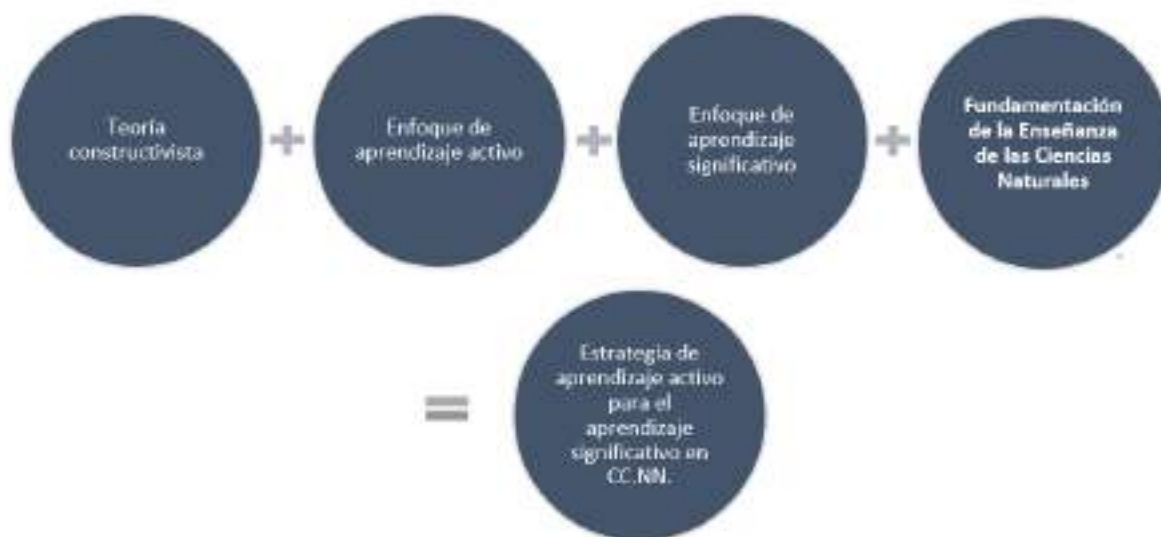 Teoría
constructivista
Enfoque de
aprendizaje activo
Enfoque de
aprendizaje
significativo
Fundamentación
de la Enseñanza
de las Ciencias
Naturales
Estrategia de
aprendizaje activo
para el
aprendizaje
significativo en
CC.NN.